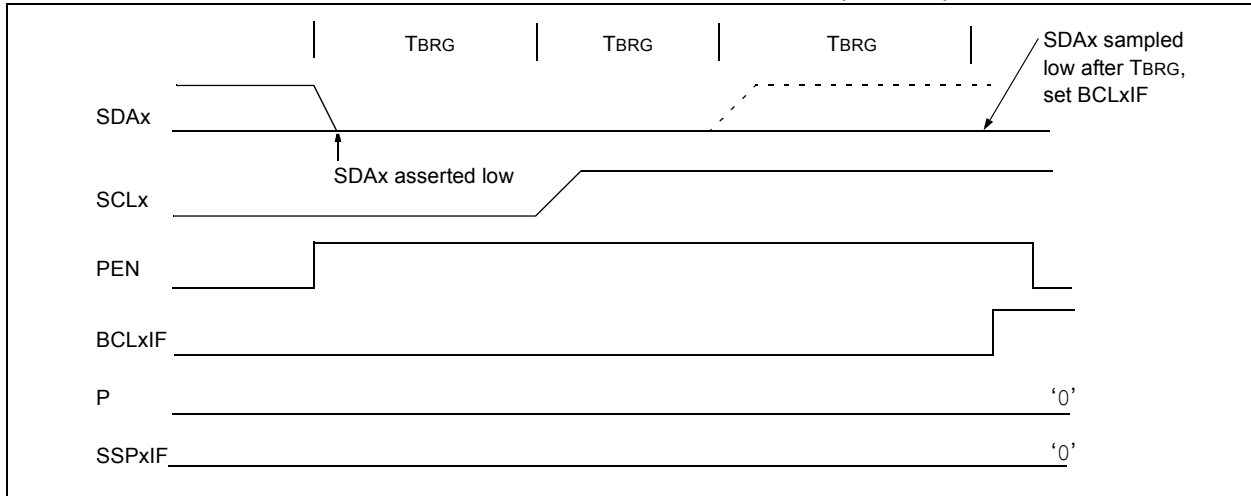 TBRG TBRG TBRG
SDAx sampled
low after TBRG,
set BCLxIF
SDAx
SDAx asserted low
SCLx
PEN
BCLxIF
P
‘0’
SSPxIF
‘0’